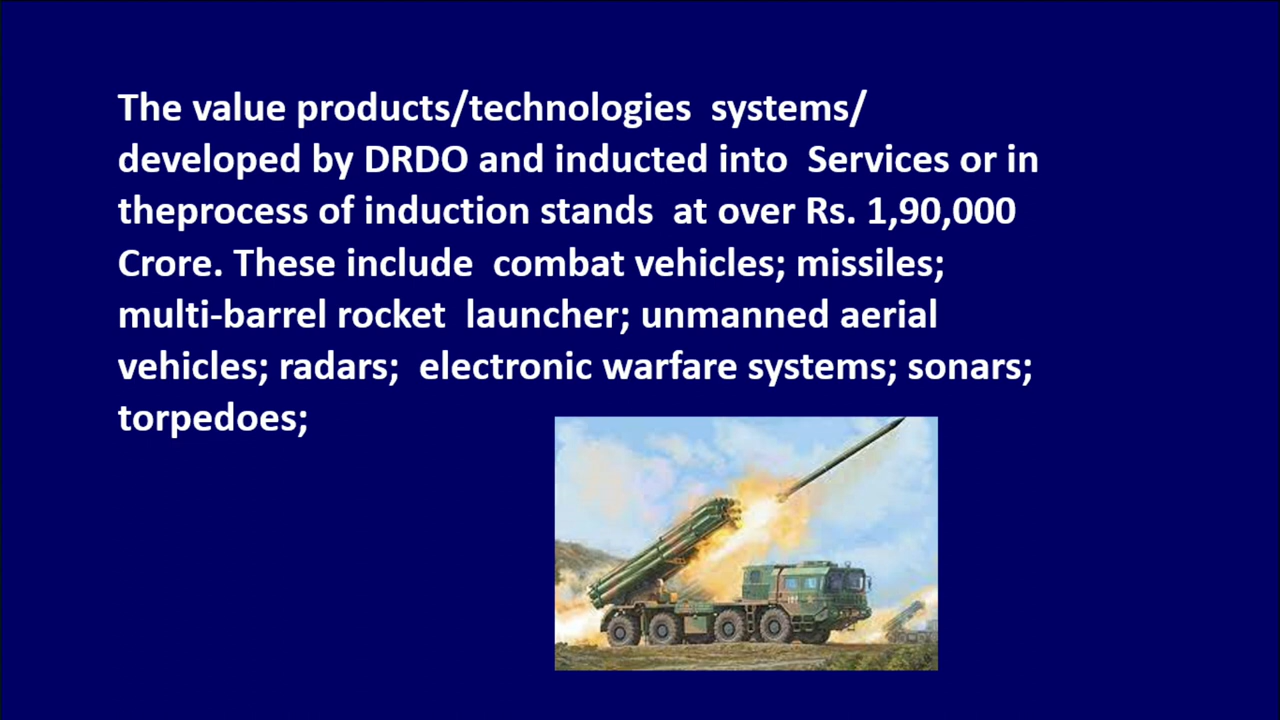 The value products/technologies  systems/
developed by DRDO and inducted into  Services or in
theprocess of induction stands  at over Rs. 1,90,000
Crore. These include  combat vehicles; missiles;
multi-barrel rocket  launcher; unmanned aerial
vehicles; radars;  electronic warfare systems; sonars;
torpedoes;